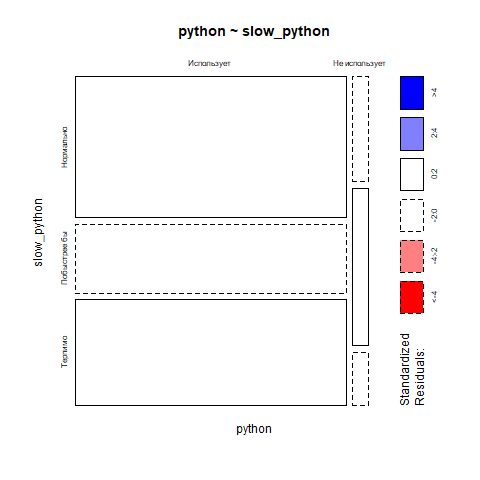 python ~ slow_python
Использует
Не использует
Нормально
Побыстрее бы
Терпимо
slow_python
python
Standardized
Residuals:
<-4
-4:-2
-2:0
0:2
2:4
>4